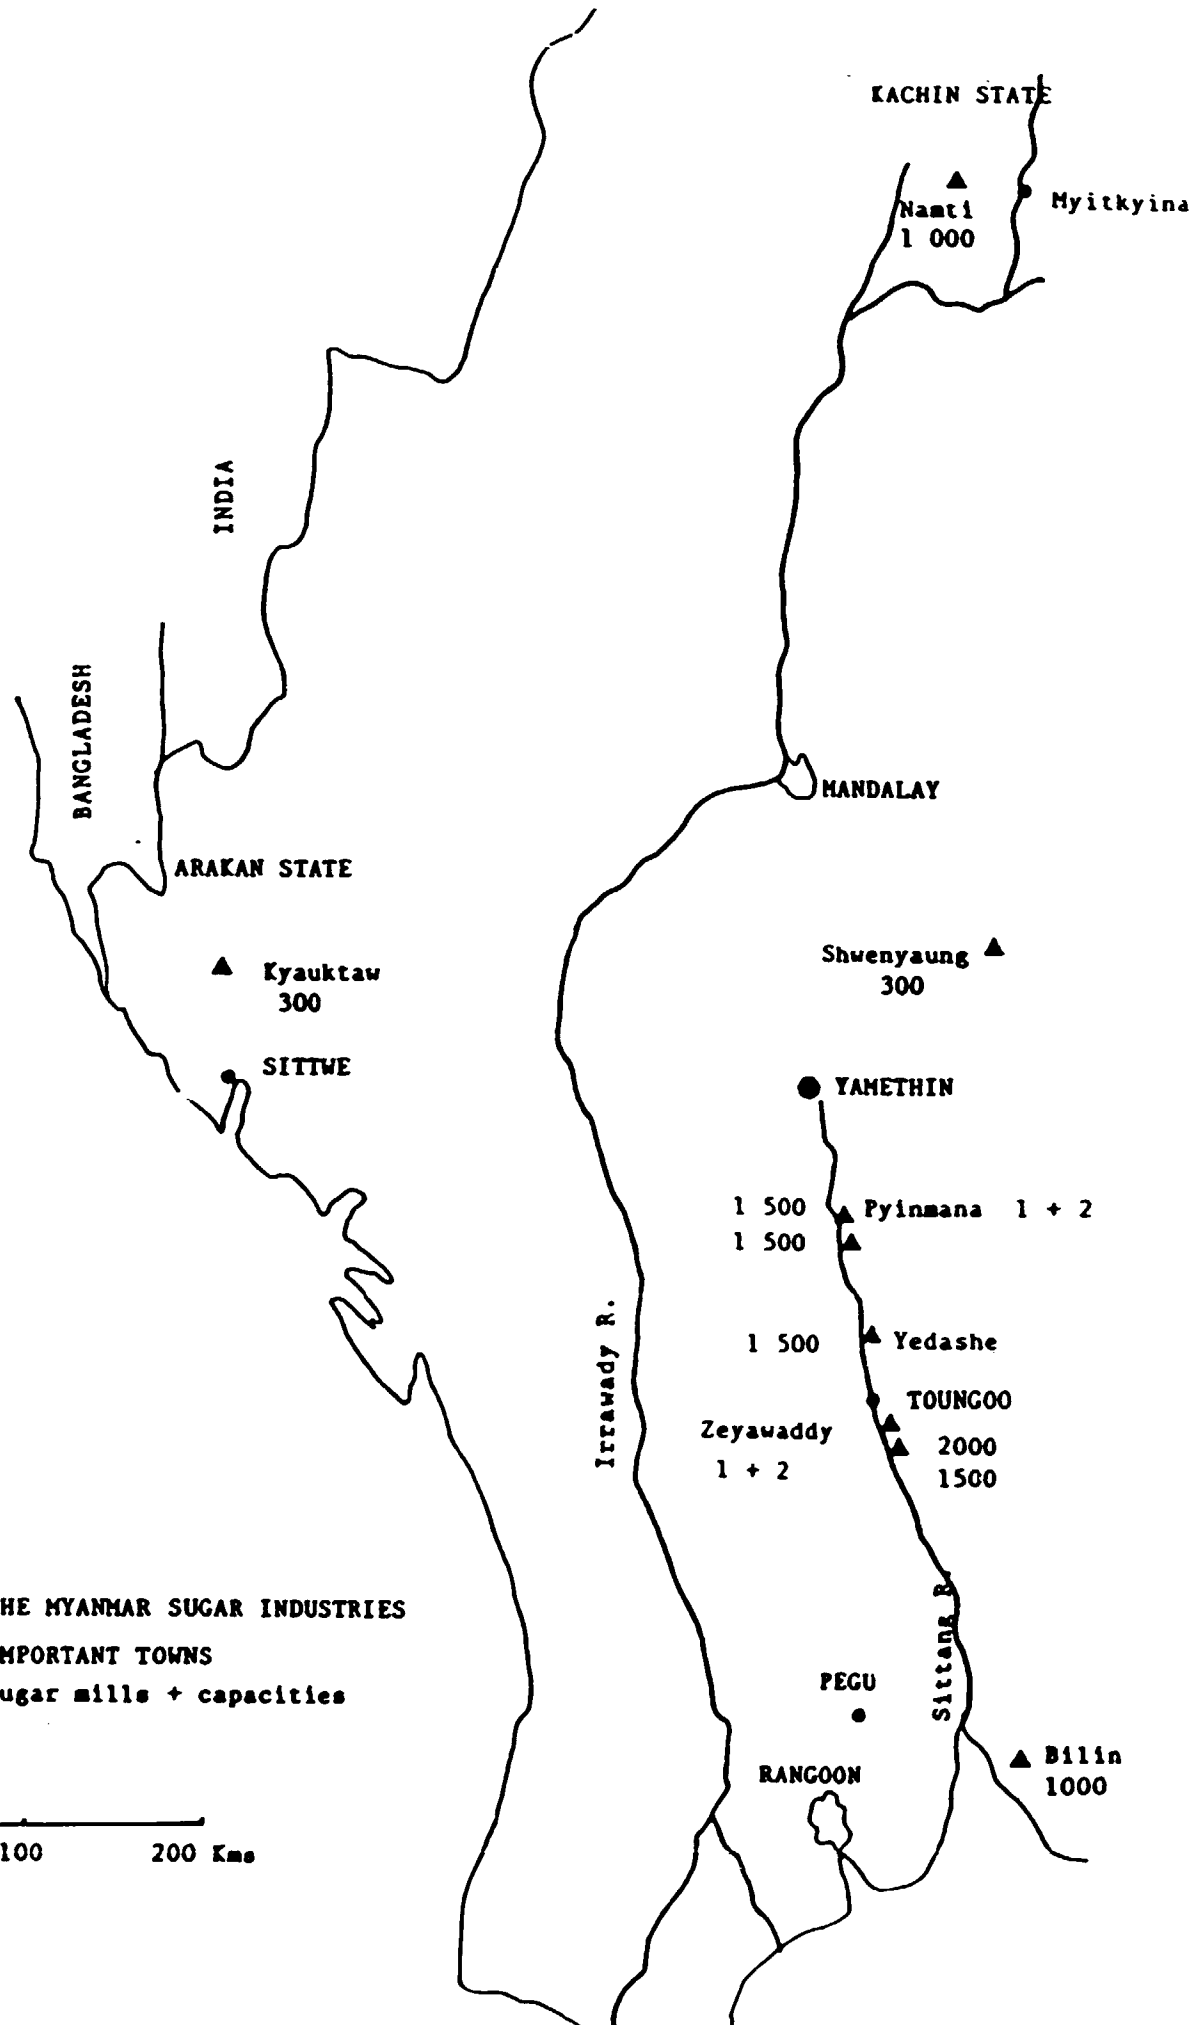 KACHIN STATE
Namti
1 000
Myitkyina
INDIA
BANGLADESH
MANDALAY
ARAKAN STATE
Kyauktaw
300
Shwenyaung
300
SITTWE
YAMETHIN
1 500
Pyinmana 1 + 2
1 500
1 500
Yedashe
Irrawady R.
TOUNGOO
Zeyawaddy
1 + 2
2000
1500
HE MYANMAR SUGAR INDUSTRIES
MPORTANT TOWNS
ugar mills + capacities
Sittang R.
PEGU
RANGOON
Bilin
1000
100 200 Kms